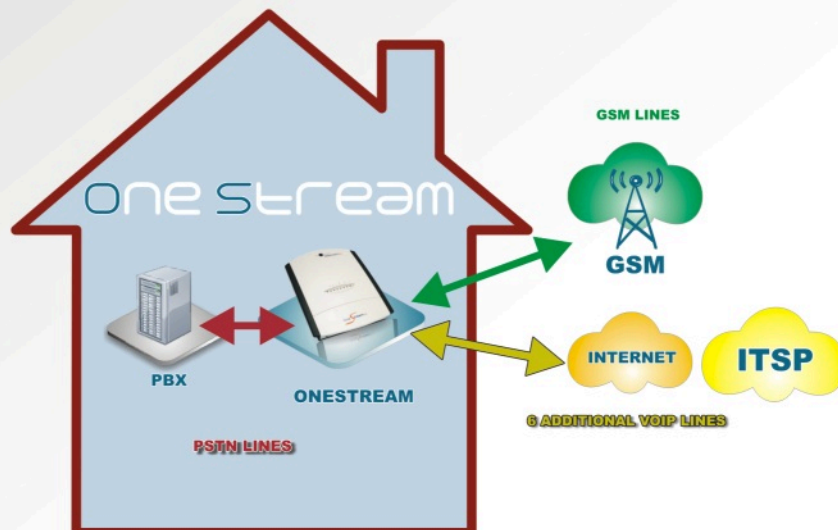 GSM LINES
one stream
GSM
INTERNET
ITSP
PBX
ONESTREAM
6 ADDITIONAL VOIP LINES
PSTN LINES